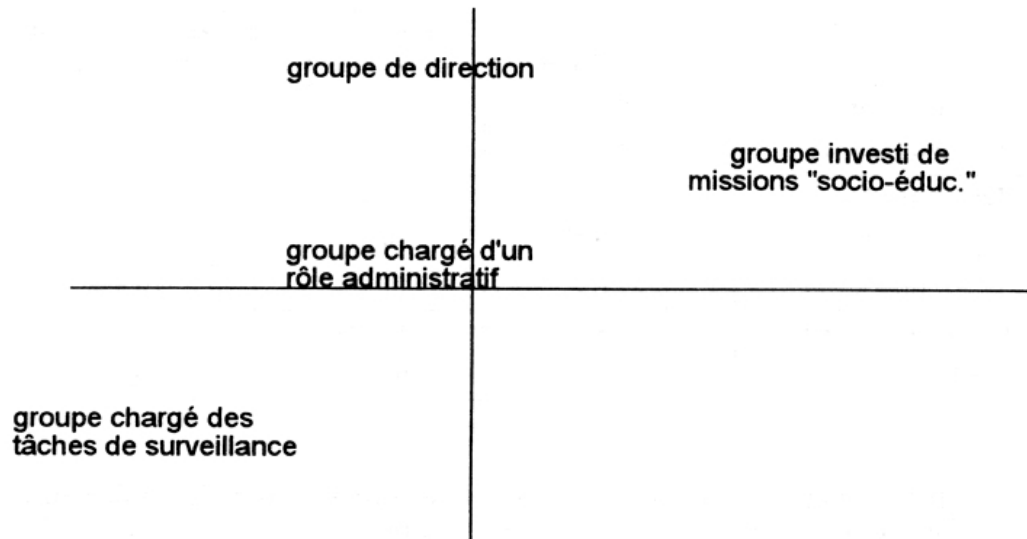 groupe de direction
groupe investi de
missions "socio-éduc."
groupe chargé d'un
rôle administratif
groupe chargé des
tâches de surveillance